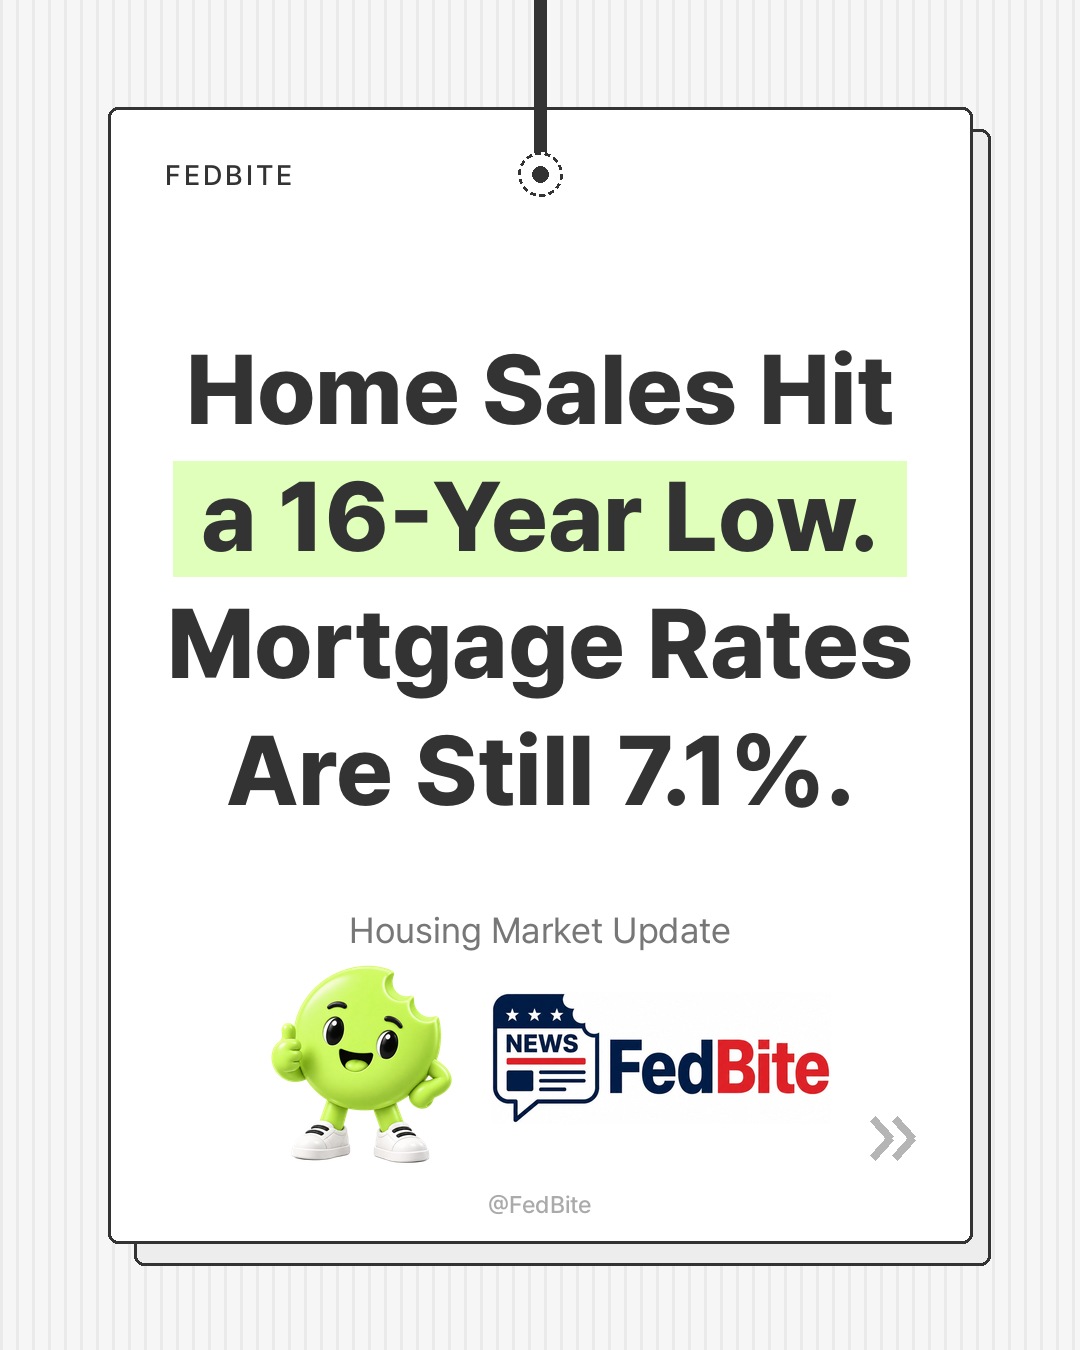 FEDBITE
Home Sales Hit
a 16-Year Low.
Mortgage Rates
Are Still 7.1%.
Housing Market Update
NEWS
FedBite
@FedBite